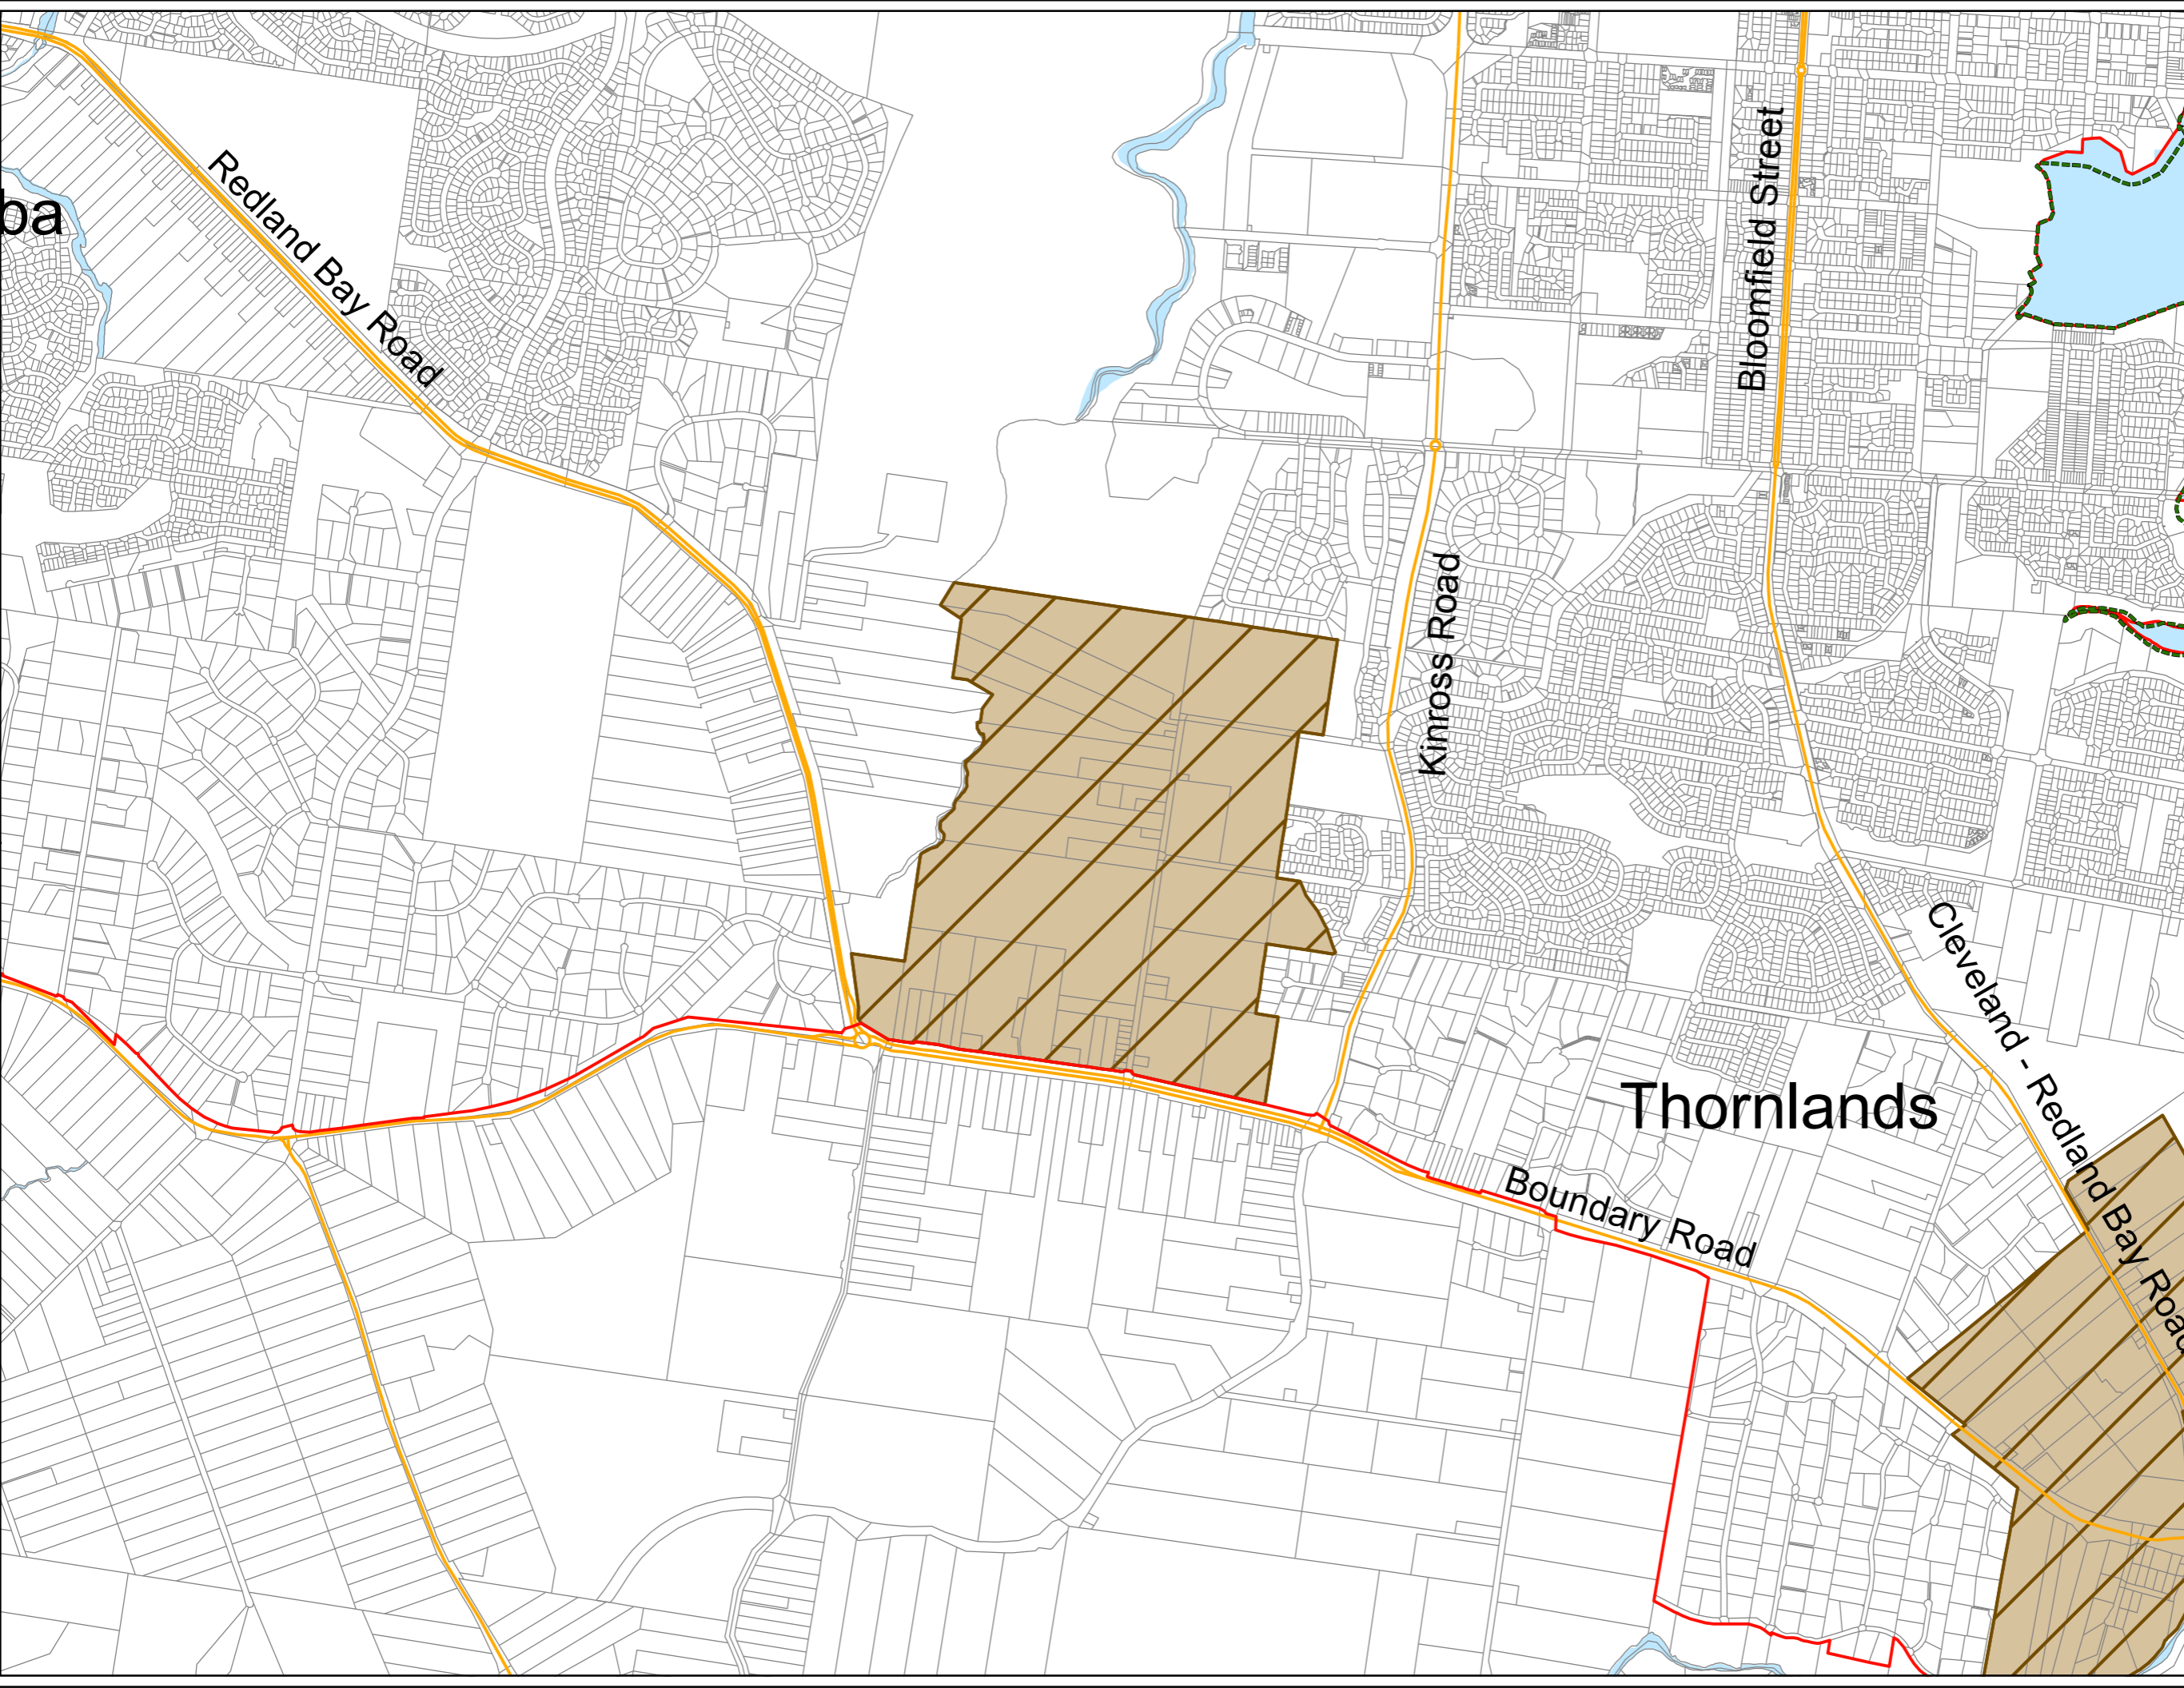 ba
Redland Bay Road
Bloomfield Street
Kinross Road
Cleveland - Redland Bay Road
Thornlands
Boundary Road